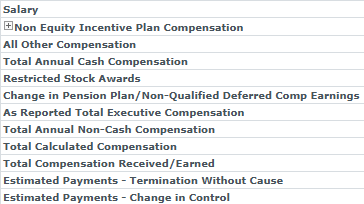 Salary
Non Equity Incentive Plan Compensation
All Other Compensation
Total Annual Cash Compensation
Restricted Stock Awards
Change in Pension Plan/Non-Qualified Deferred Comp Earnings
As Reported Total Executive Compensation
Total Annual Non-Cash Compensation
Total Calculated Compensation
Total Compensation Received/Earned
Estimated Payments - Termination Without Cause
Estimated Payments - Change in Control